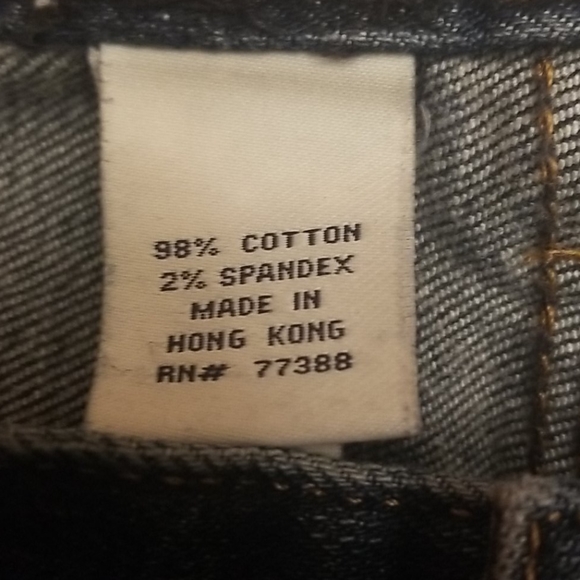 98% COTTON
2% SPANDEX
MADE IN
HONG KONG
RN# 77388